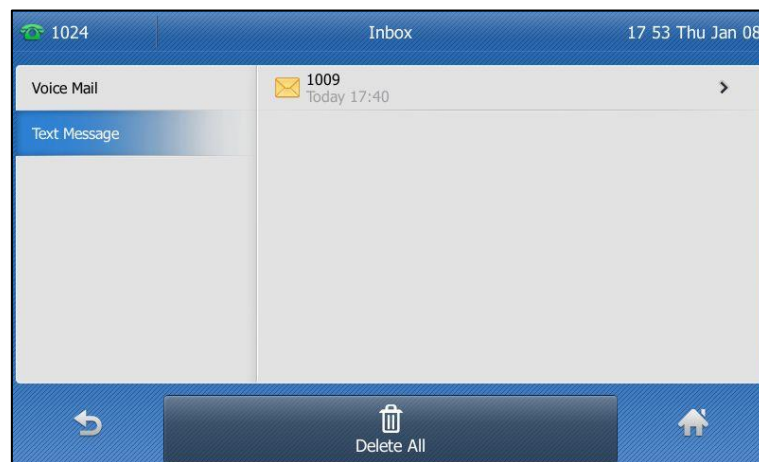 1024
Inbox
17 53 Thu Jan 08
Voice Mail
1009
Today 17:40
Text Message
Delete All